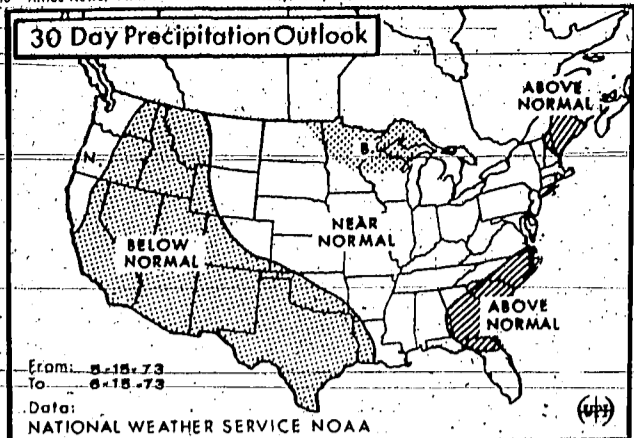 30 Day Precipitation Outlook
ABOVE
NORMAL
N.
B.
NEAR
NORMAL
BELOW
NORMAL
ABOVE
NORMAL
From: 5-15-73
To 6-15-73
Data:
NATIONAL WEATHER SERVICE NOAA
UPI